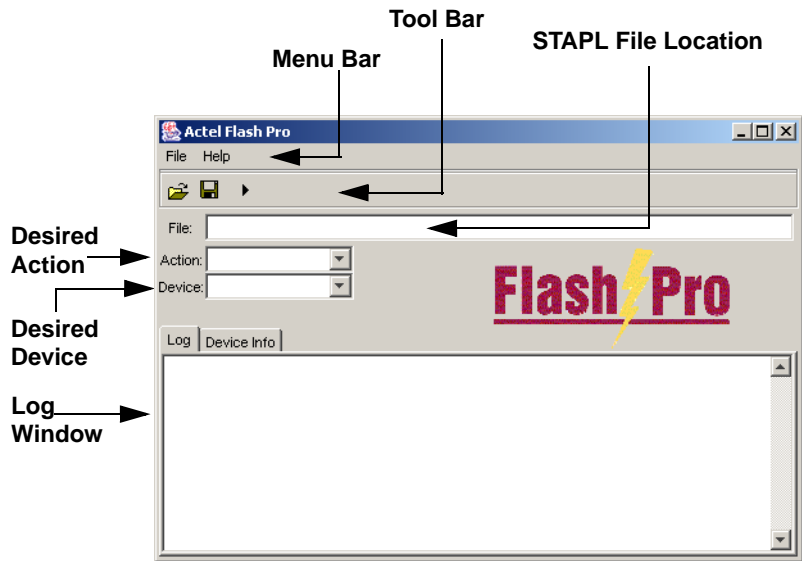 Tool Bar
STAPL File Location
Menu Bar
Actel Flash Pro
File Help
File:
Desired
Action
Action:
Device:
Flash Pro
Desired
Device
Log Device Info
Log
Window